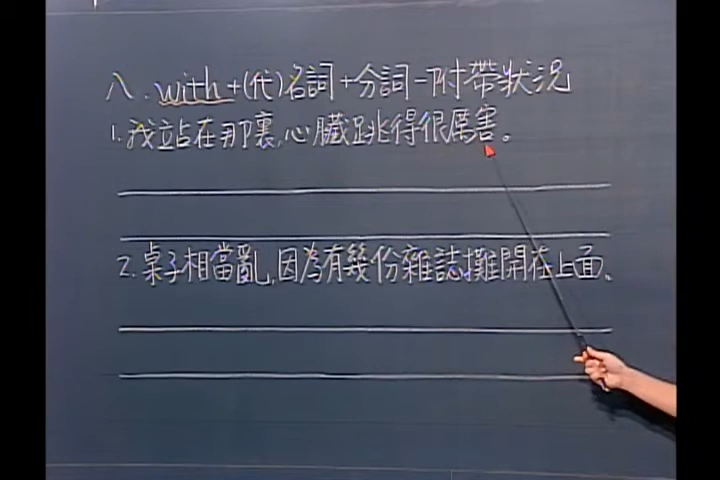 八. with+(代)名詞+分詞-附帶狀況
1.我站在那裏,心臟跳得很厲害。
2.桌子相當亂,因為有幾份雜誌攤開在上面。